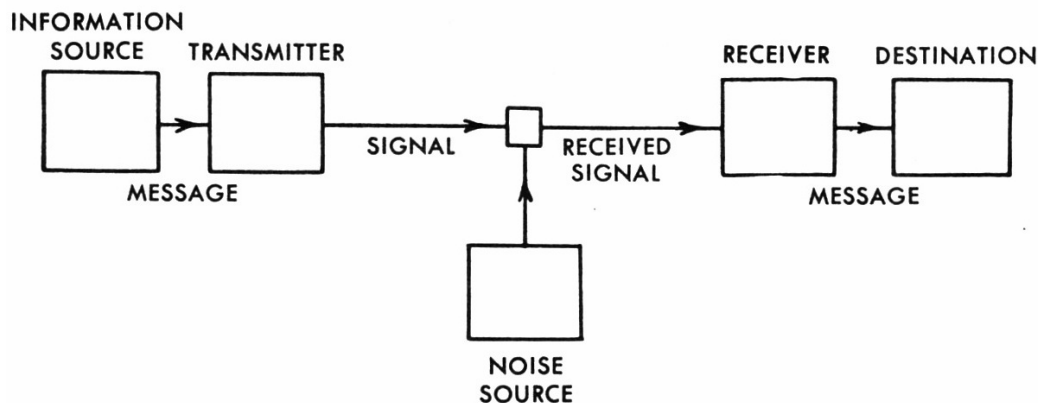 INFORMATION
SOURCE
TRANSMITTER
RECEIVER
DESTINATION
SIGNAL
RECEIVED
SIGNAL
MESSAGE
MESSAGE
NOISE
SOURCE